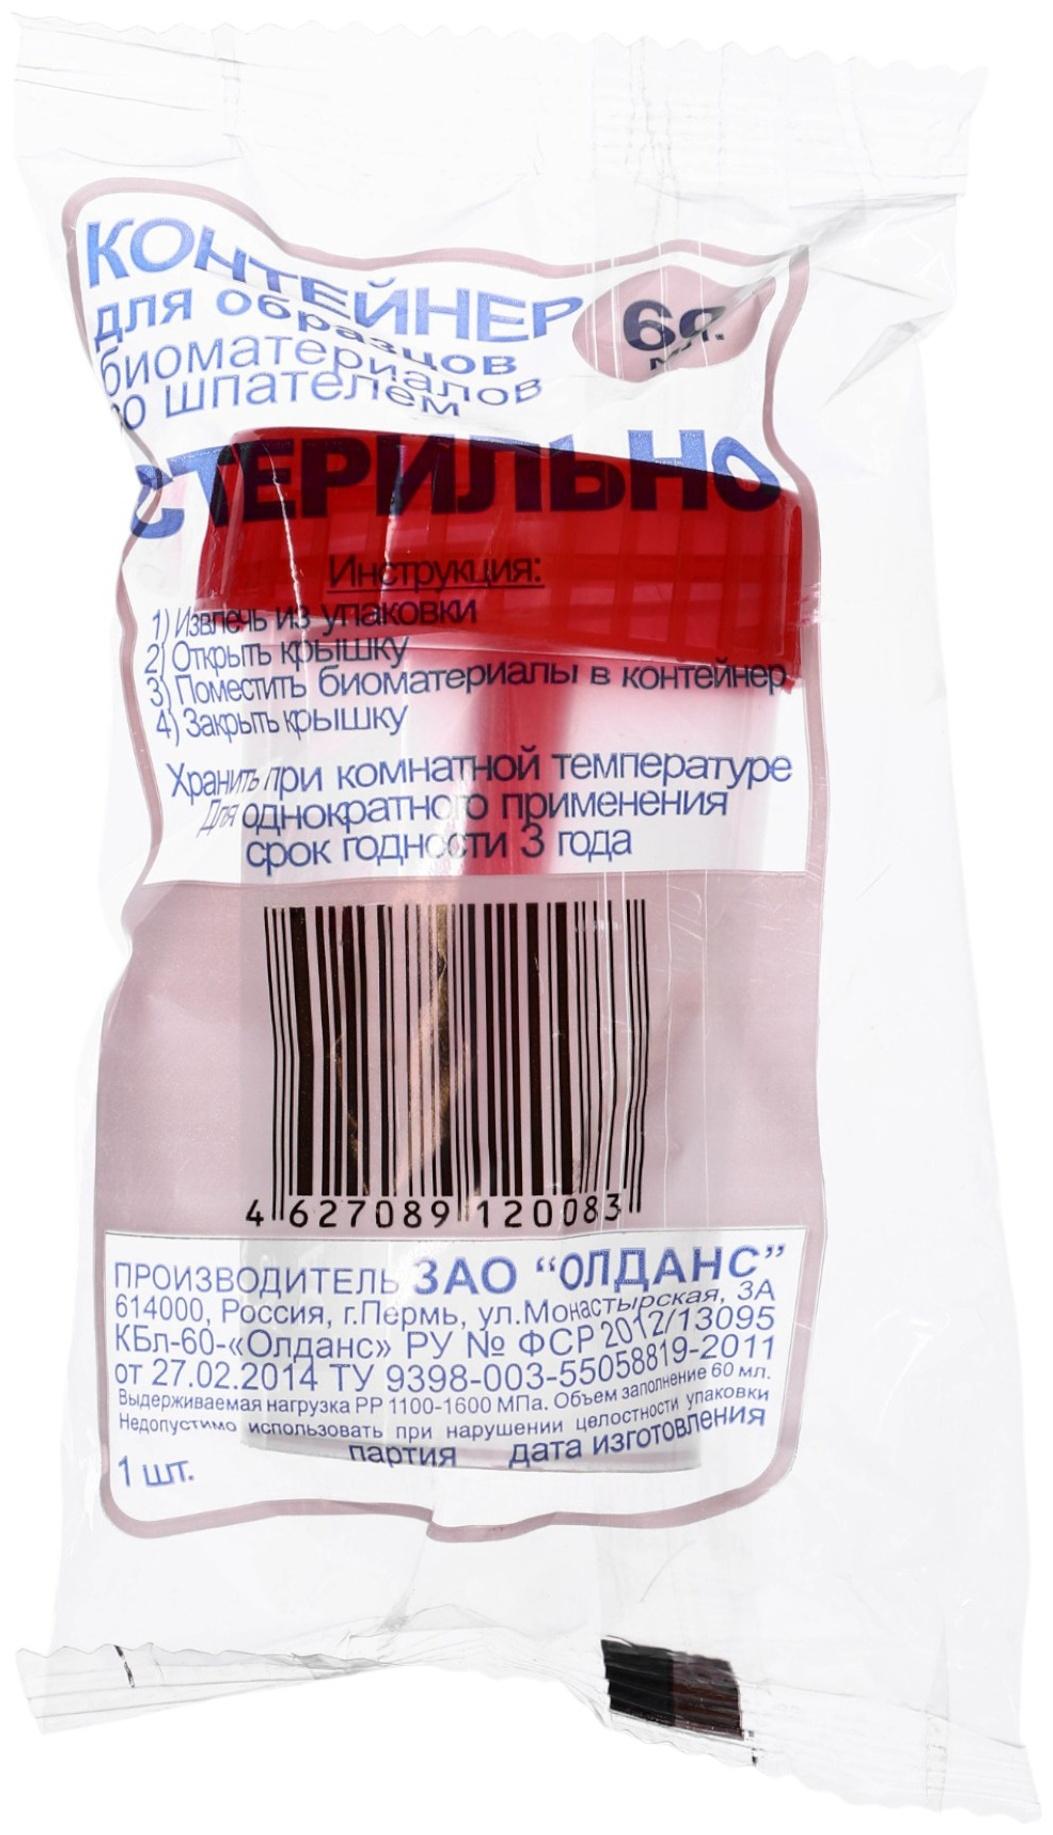 КОНТЕЙНЕР
для образцов
биоматериалов
со шпателем
60
мл.
СТЕРИЛЬНО
Инструкция:
1) Извлечь из упаковки
2) Открыть крышку
3) Поместить биоматериалы в контейнер
4) Закрыть крышку
Хранить при комнатной температуре
Для однократного применения
срок годности 3 года
4 627089 120083
ПРОИЗВОДИТЕЛЬ ЗАО “ОЛДАНС”
614000, Россия, г.Пермь, ул.Монастырская, 3А
КБл-60-«Олданс» РУ № ФСР 2012/13095
от 27.02.2014 ТУ 9398-003-55058819-2011
Выдерживаемая нагрузка РР 1100-1600 МПа. Объем заполнение 60 мл.
Недопустимо использовать при нарушении целостности упаковки
партия дата изготовления
1 шт.